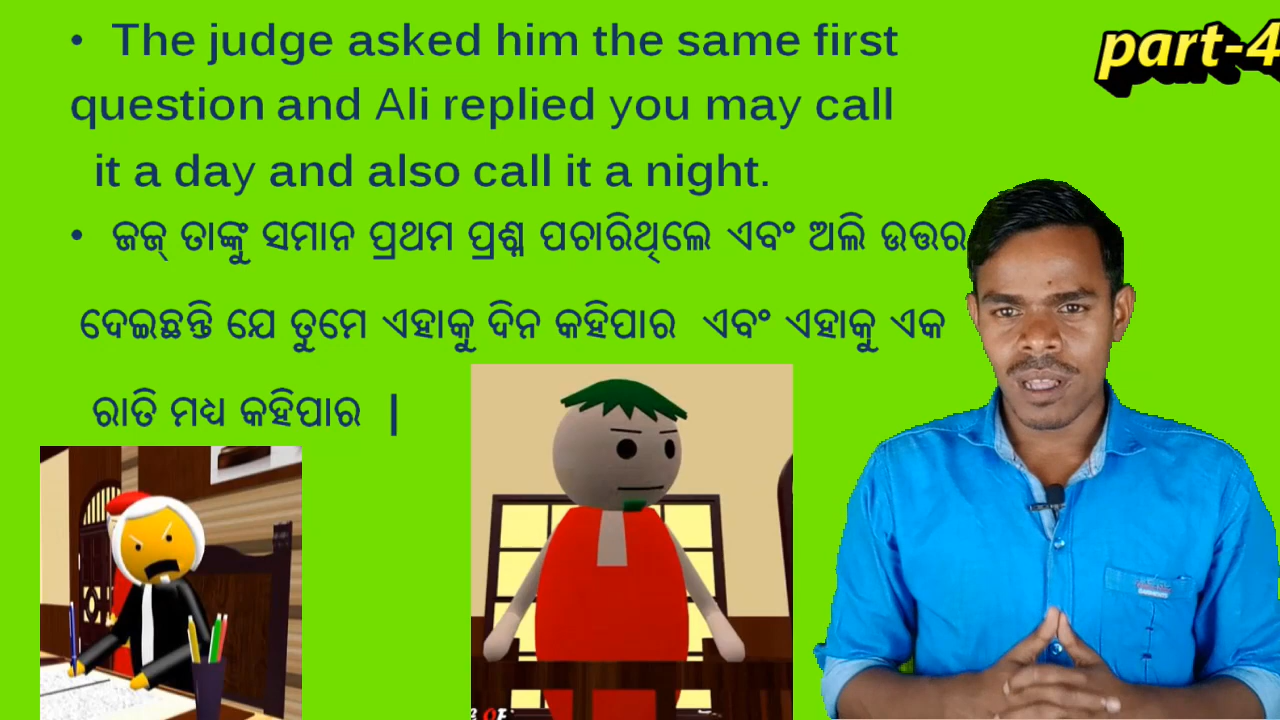 • The judge asked him the same first
part-4
question and Ali replied you may call
it a day and also call it a night.
• ଜଜ୍ ତାଙ୍କୁ ସମାନ ପ୍ରଥମ ପ୍ରଶ୍ନ ପଚାରିଥିଲେ ଏବଂ ଅଲି ଉତ୍ତର
ଦେଇଛନ୍ତି ଯେ ତୁମେ ଏହାକୁ ଦିନ କହିପାର ଏବଂ ଏହାକୁ ଏକ
ରାତି ମଧ୍ୟ କହିପାର |